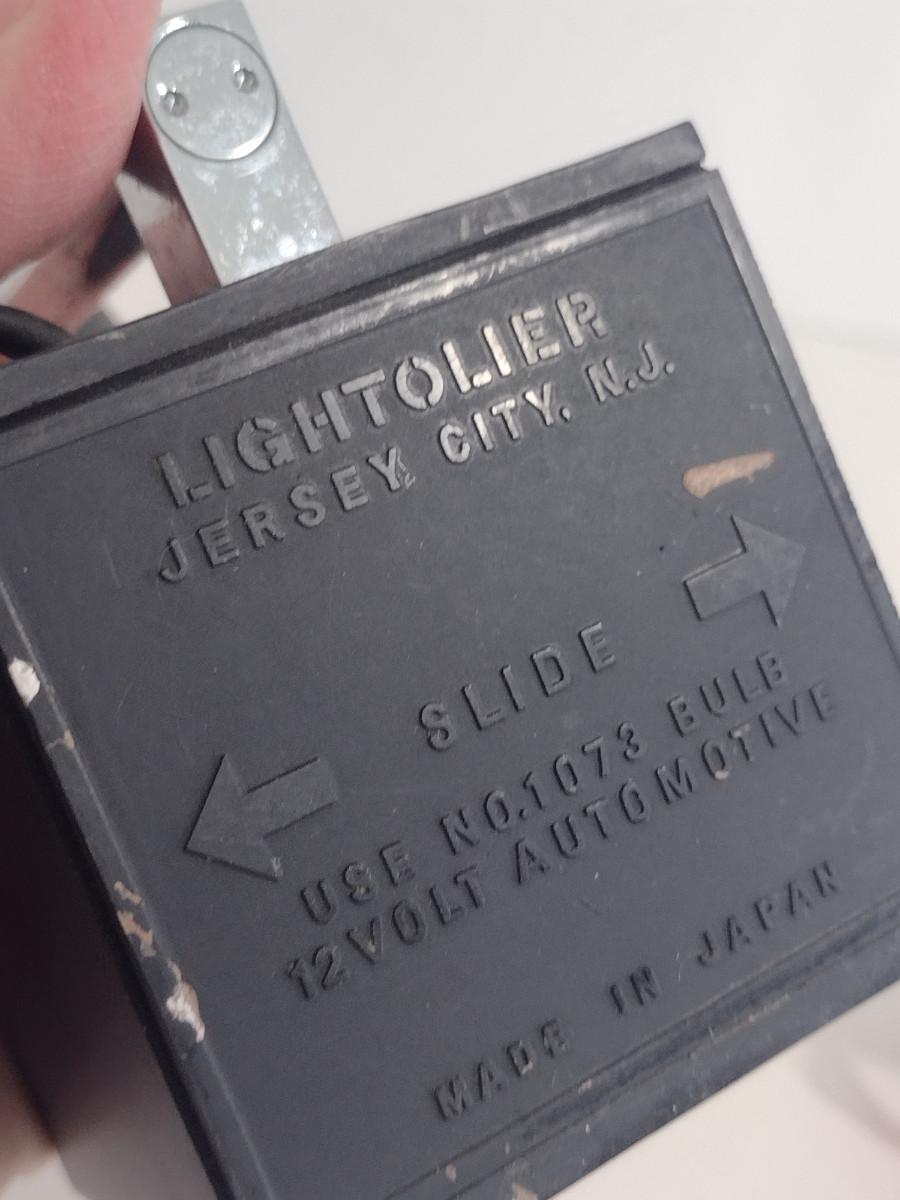 LIGHTOLIER
JERSEY CITY, N.J.
SLIDE
USE NO.1073 BULB
12VOLT AUTOMOTIVE
MADE IN JAPAN